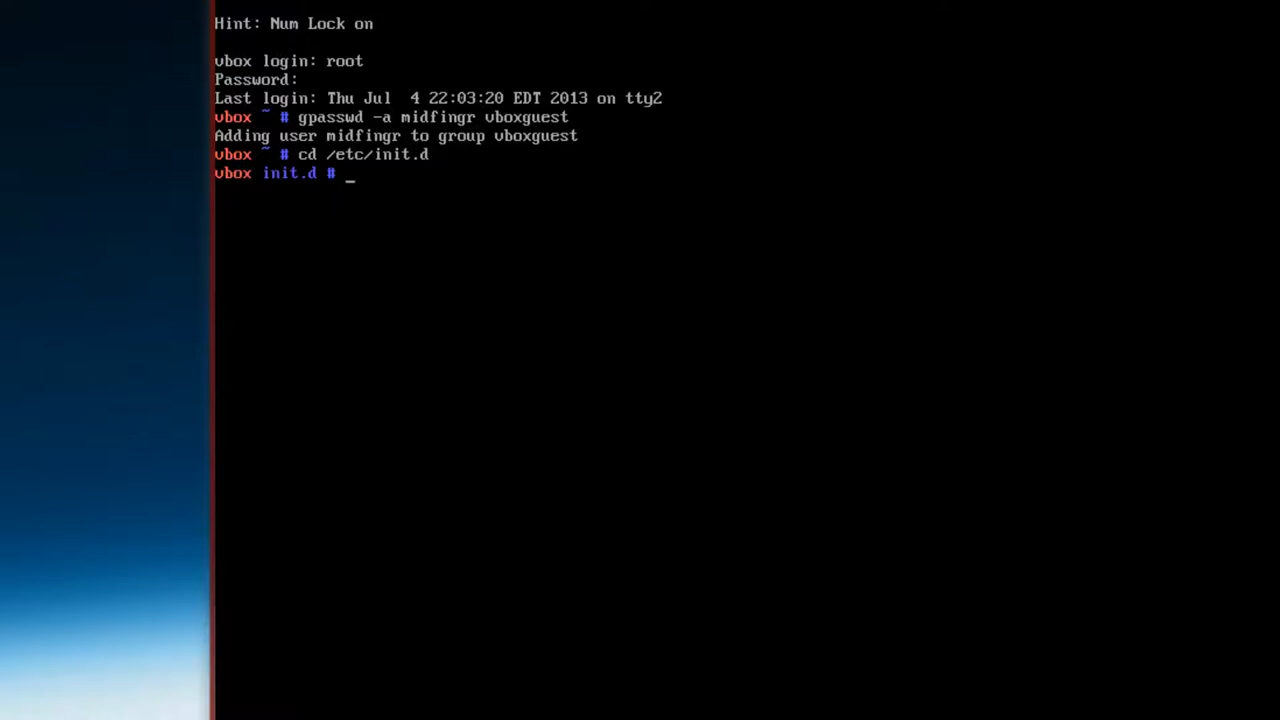 Hint: Num Lock on
vbox login: root
Password:
Last login: Thu Jul  4 22:03:20 EDT 2013 on tty2
vbox ~ # gpasswd -a midfingr vboxguest
Adding user midfingr to group vboxguest
vbox ~ # cd /etc/init.d
vbox init.d # _